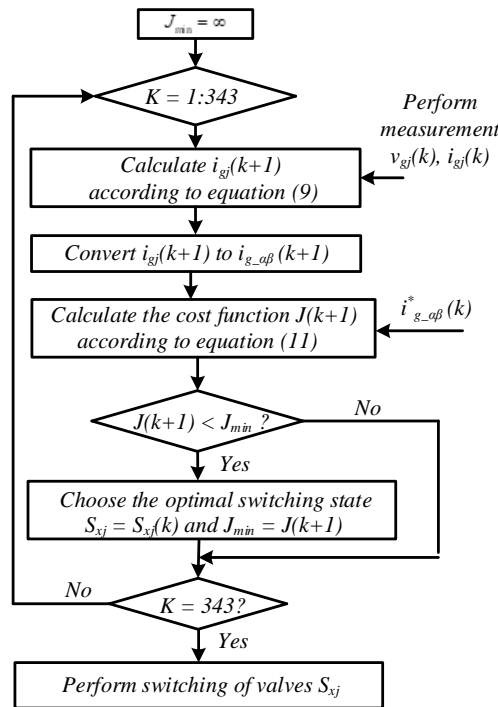 J_min = ∞
K = 1:343
Perform
measurement
v_gj(k), i_gj(k)
Calculate i_gj(k+1)
according to equation (9)
Convert i_gj(k+1) to i_g_αβ(k+1)
Calculate the cost function J(k+1)
according to equation (11)
i*_g_αβ(k)
J(k+1) < J_min ?
No
Yes
Choose the optimal switching state
S_xj = S_xj(k) and J_min = J(k+1)
No
K = 343?
Yes
Perform switching of valves S_xj